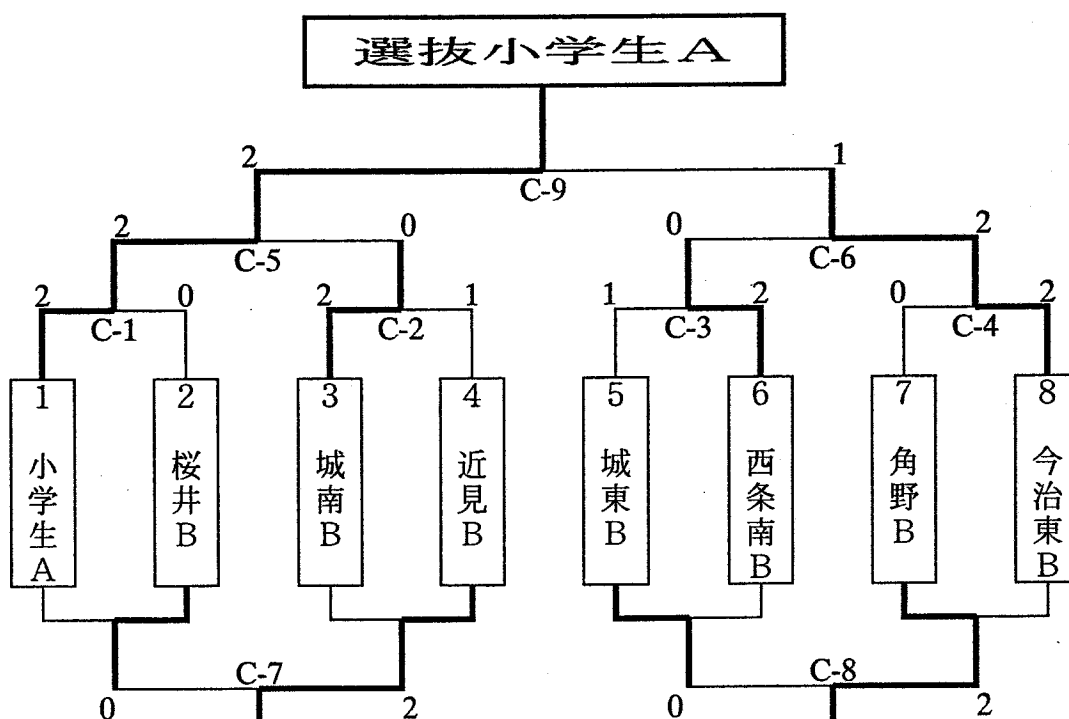 選抜小学生A
2 1
C-9
2 0 0 2
C-5 C-6
2 0 2 1 1 2 0 2
C-1 C-2 C-3 C-4
1 2 3 4 5 6 7 8
小学生A
桜井B
城南B
近見B
城東B
西条南B
角野B
今治東B
C-7 C-8
0 2 0 2